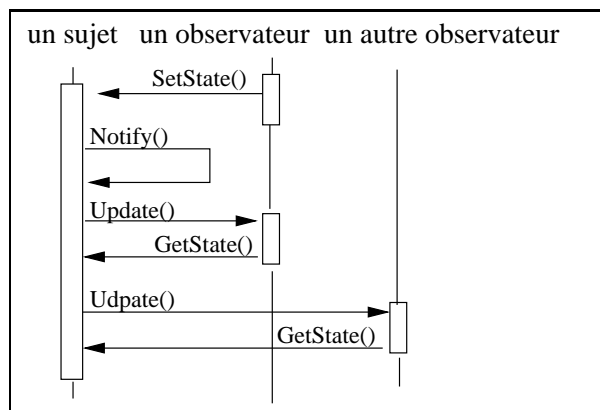 un sujet un observateur un autre observateur
SetState()
Notify()
Update()
GetState()
Udpate()
GetState()